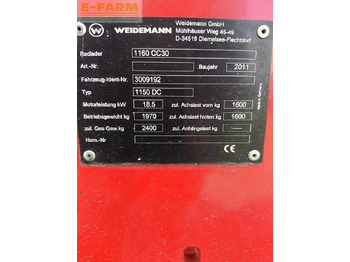 E-FARM
WEIDEMANN
Weidemann GmbH
Mühlhäuser Weg 45-49
D-34519 Diemelsee-Flechtdorf
Radlader 1160 CC30
Art.-Nr. Baujahr 2011
Fahrzeug-Ident-Nr. 3009192
Typ 1150 DC
Motorleistung kW 18,5 zul. Achslast vorn kg 1600
Betriebsgewicht kg 1970 zul. Achslast hinten kg 1600
zul. Ges Gew.kg 2400 zul. Anhängelast kg —
CE